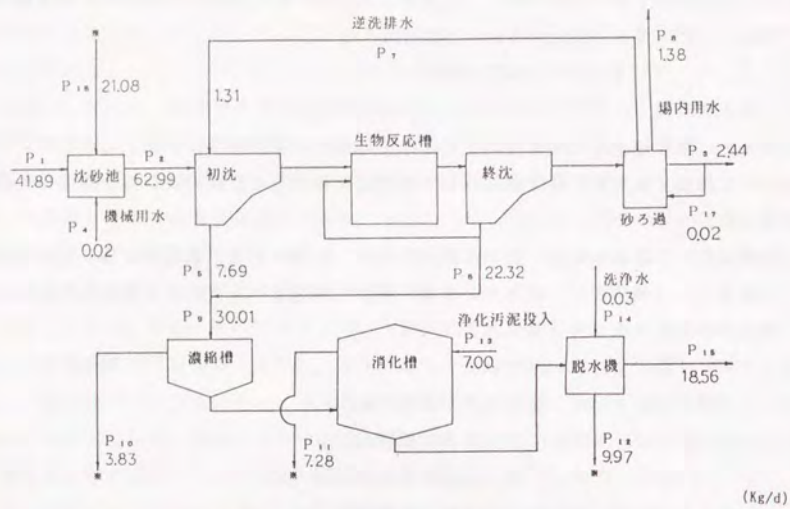 逆洗排水
P₇
P₈
1.38
P₁₆ 21.08
1.31
場内用水
生物反応槽
P₁
41.89
沈砂池
P₂
62.99
初沈
終沈
P₃ 2.44
砂ろ過
P₁₇
0.02
P₄
0.02
機械用水
P₅ 7.69
P₆ 22.32
洗浄水
0.03
P₁₄
P₉ 30.01
浄化汚泥投入
P₁₃
7.00
濃縮槽
消化槽
脱水機
P₁₅
18.56
P₁₀
3.83
P₁₁
7.28
P₁₂
9.97
(Kg/d)